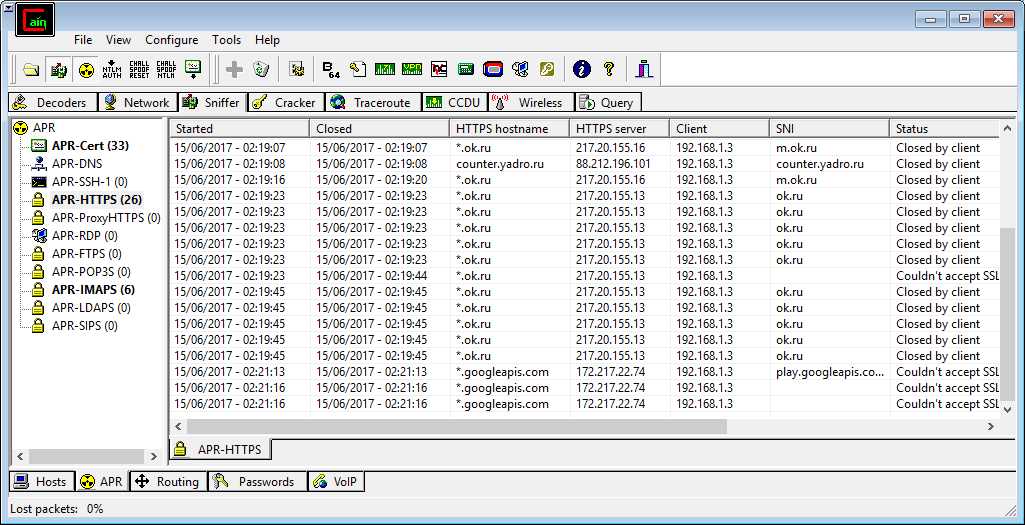 Cain
File View Configure Tools Help
NTLM AUTH CHALL SPOOF RESET CHALL SPOOF NTLM B64
Decoders Network Sniffer Cracker Traceroute CCDU Wireless Query
APR
APR-Cert (33)
APR-DNS
APR-SSH-1 (0)
APR-HTTPS (26)
APR-ProxyHTTPS (0)
APR-RDP (0)
APR-FTPS (0)
APR-POP3S (0)
APR-IMAPS (6)
APR-LDAPS (0)
APR-SIPS (0)
Started Closed HTTPS hostname HTTPS server Client SNI Status
15/06/2017 - 02:19:07 15/06/2017 - 02:19:07 *.ok.ru 217.20.155.16 192.168.1.3 m.ok.ru Closed by client
15/06/2017 - 02:19:08 15/06/2017 - 02:19:08 counter.yadro.ru 88.212.196.101 192.168.1.3 counter.yadro.ru Closed by client
15/06/2017 - 02:19:16 15/06/2017 - 02:19:20 *.ok.ru 217.20.155.16 192.168.1.3 m.ok.ru Closed by client
15/06/2017 - 02:19:23 15/06/2017 - 02:19:23 *.ok.ru 217.20.155.13 192.168.1.3 ok.ru Closed by client
15/06/2017 - 02:19:23 15/06/2017 - 02:19:23 *.ok.ru 217.20.155.13 192.168.1.3 ok.ru Closed by client
15/06/2017 - 02:19:23 15/06/2017 - 02:19:23 *.ok.ru 217.20.155.13 192.168.1.3 ok.ru Closed by client
15/06/2017 - 02:19:23 15/06/2017 - 02:19:23 *.ok.ru 217.20.155.13 192.168.1.3 ok.ru Closed by client
15/06/2017 - 02:19:23 15/06/2017 - 02:19:23 *.ok.ru 217.20.155.13 192.168.1.3 ok.ru Closed by client
15/06/2017 - 02:19:23 15/06/2017 - 02:19:44 *.ok.ru 217.20.155.13 192.168.1.3 Couldn't accept SSL
15/06/2017 - 02:19:45 15/06/2017 - 02:19:45 *.ok.ru 217.20.155.13 192.168.1.3 ok.ru Closed by client
15/06/2017 - 02:19:45 15/06/2017 - 02:19:45 *.ok.ru 217.20.155.13 192.168.1.3 ok.ru Closed by client
15/06/2017 - 02:19:45 15/06/2017 - 02:19:45 *.ok.ru 217.20.155.13 192.168.1.3 ok.ru Closed by client
15/06/2017 - 02:19:45 15/06/2017 - 02:19:45 *.ok.ru 217.20.155.13 192.168.1.3 ok.ru Closed by client
15/06/2017 - 02:19:45 15/06/2017 - 02:19:45 *.ok.ru 217.20.155.13 192.168.1.3 ok.ru Closed by client
15/06/2017 - 02:21:13 15/06/2017 - 02:21:13 *.googleapis.com 172.217.22.74 192.168.1.3 play.googleapis.co... Couldn't accept SSL
15/06/2017 - 02:21:16 15/06/2017 - 02:21:16 *.googleapis.com 172.217.22.74 192.168.1.3 Couldn't accept SSL
15/06/2017 - 02:21:16 15/06/2017 - 02:21:16 *.googleapis.com 172.217.22.74 192.168.1.3 Couldn't accept SSL
APR-HTTPS
Hosts APR Routing Passwords VoIP
Lost packets: 0%